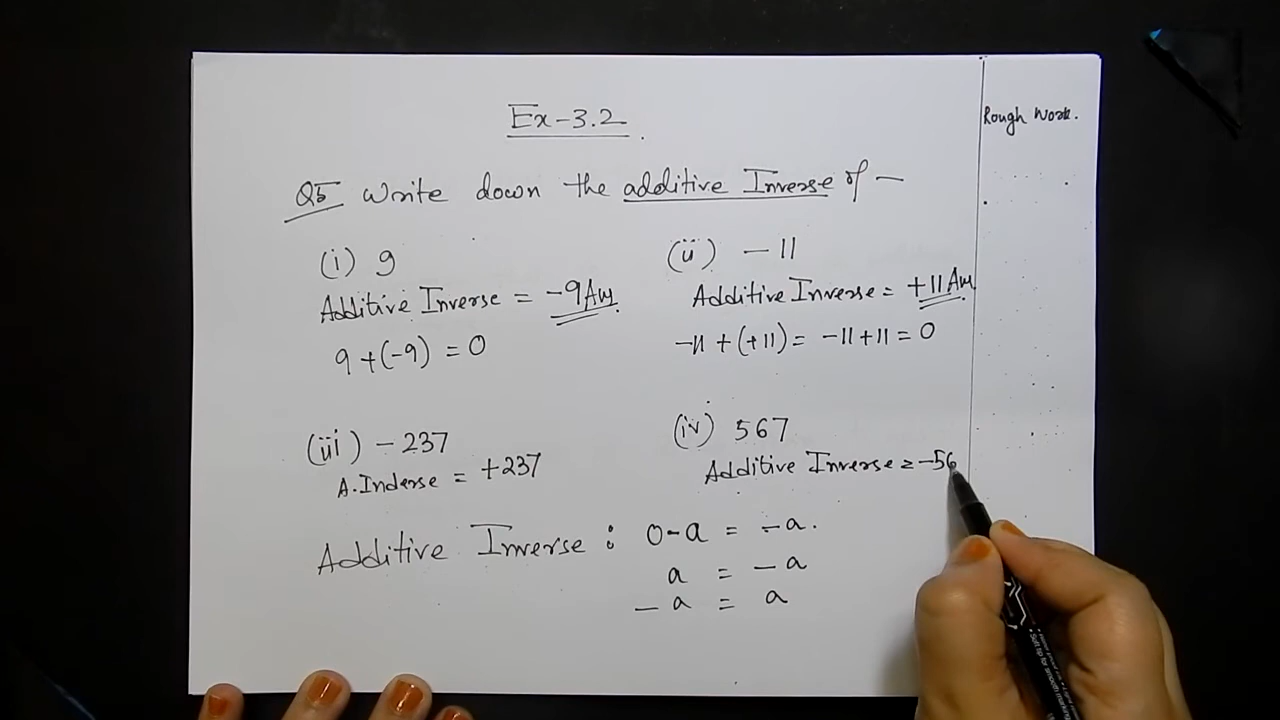 Ex-3.2
Rough Work.
Q5 Write down the additive Inverse of —
(i) 9
Additive Inverse = -9 Ans.
9 + (-9) = 0
(ii) -11
Additive Inverse = +11 Ans
-11 + (+11) = -11 + 11 = 0
(iii) -237
A. Inderse = +237
(iv) 567
Additive Inverse = -56
Additive Inverse : 0-a = -a.
a = -a
-a = a